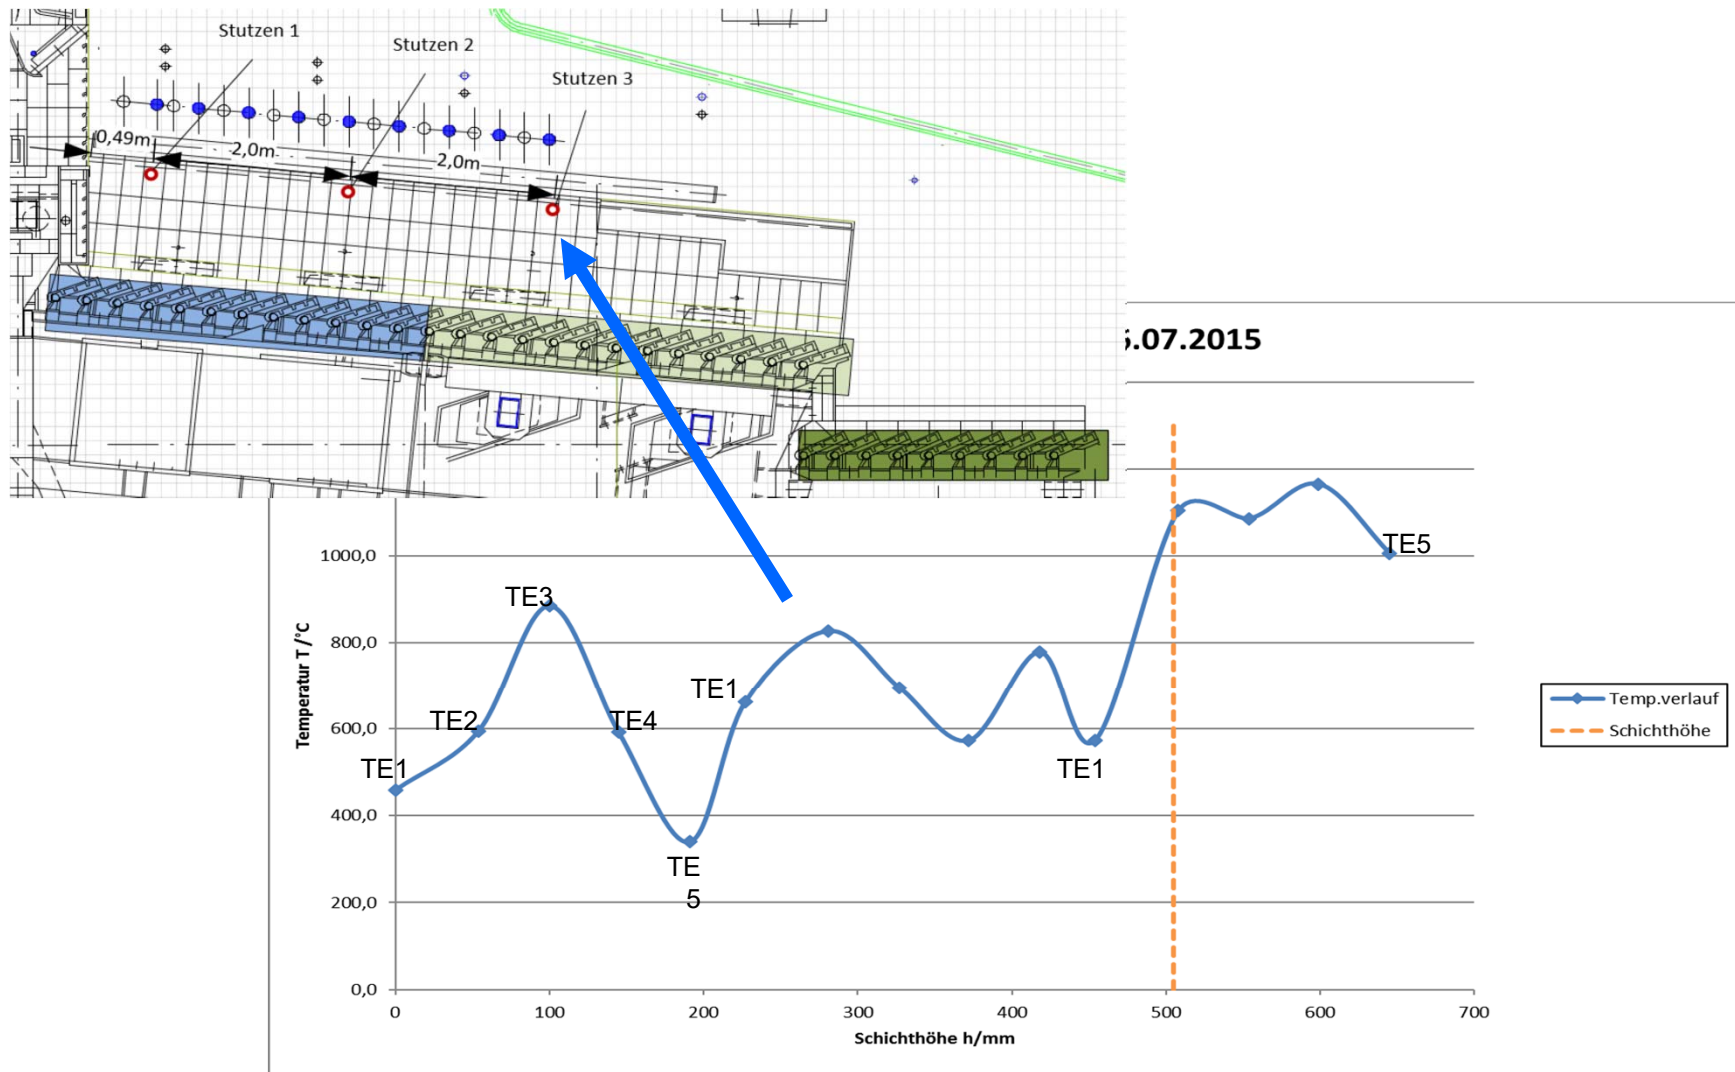 Stutzen 1
Stutzen 2
Stutzen 3
0,49m
2,0m
2,0m
.07.2015
1000,0
800,0
600,0
400,0
200,0
0,0
Temperatur T /°C
TE1
TE2
TE3
TE4
TE
5
TE1
TE1
TE5
0
100
200
300
400
500
600
700
Schichthöhe h/mm
Temp.verlauf
Schichthöhe